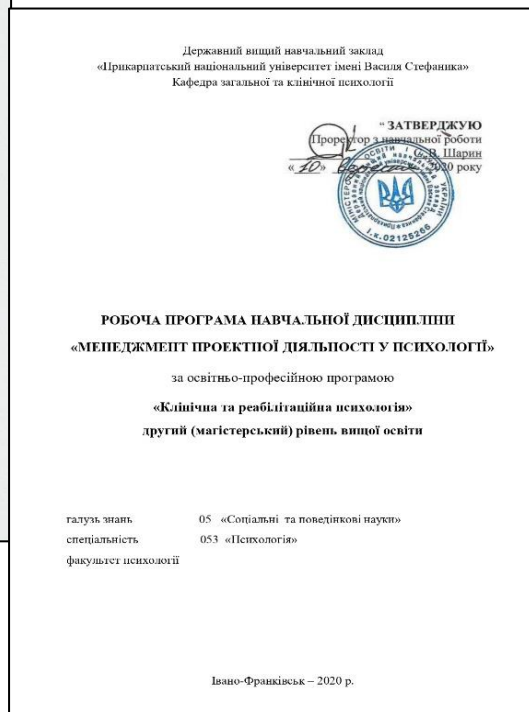 Державний вищий навчальний заклад
«Прикарпатський національний університет імені Василя Стефаника»
Кафедра загальної та клінічної психології
" ЗАТВЕРДЖУЮ
Проректор з навчальної роботи
Шарин
« 10 » вересня 2020 року
і.к.02125266
РОБОЧА ПРОГРАМА НАВЧАЛЬНОЇ ДИСЦИПЛІНИ
«МЕНЕДЖМЕНТ ПРОЕКТНОЇ ДІЯЛЬНОСТІ У ПСИХОЛОГІЇ»
за освітньо-професійною програмою
«Клінічна та реабілітаційна психологія»
другий (магістерський) рівень вищої освіти
галузь знань 05 «Соціальні та поведінкові науки»
спеціальність 053 «Психологія»
факультет психології
Івано-Франківськ – 2020 р.